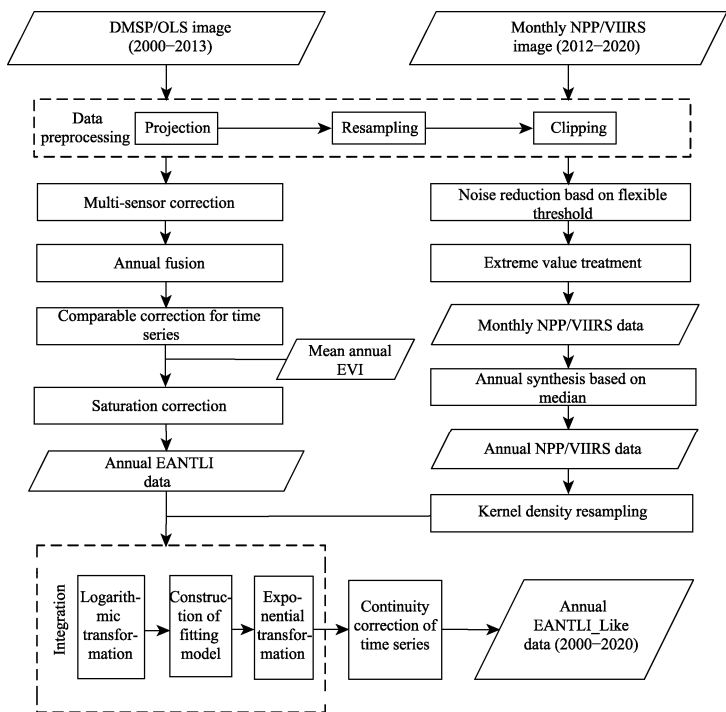 DMSP/OLS image
(2000−2013)
Monthly NPP/VIIRS
image (2012−2020)
Data
preprocessing
Projection
Resampling
Clipping
Multi-sensor correction
Annual fusion
Comparable correction for time
series
Mean annual
EVI
Saturation correction
Annual EANTLI
data
Noise reduction basd on flexible
threshold
Extreme value treatment
Monthly NPP/VIIRS data
Annual synthesis based on
median
Annual NPP/VIIRS data
Kernel density resampling
Integration
Logarith-
mic
transfor-
mation
Construc-
tion of
fitting
model
Expo-
nential
transfor-
mation
Continuity
correction of
time series
Annual
EANTLI_Like
data (2000−2020)